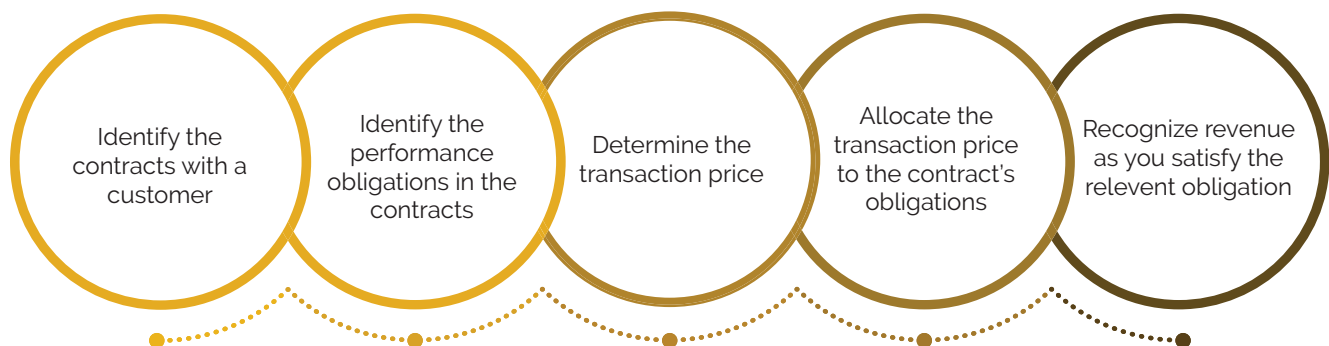 Identify the
contracts with a
customer
Identify the
performance
obligations in the
contracts
Determine the
transaction price
Allocate the
transaction price
to the contract's
obligations
Recognize revenue
as you satisfy the
relevent obligation